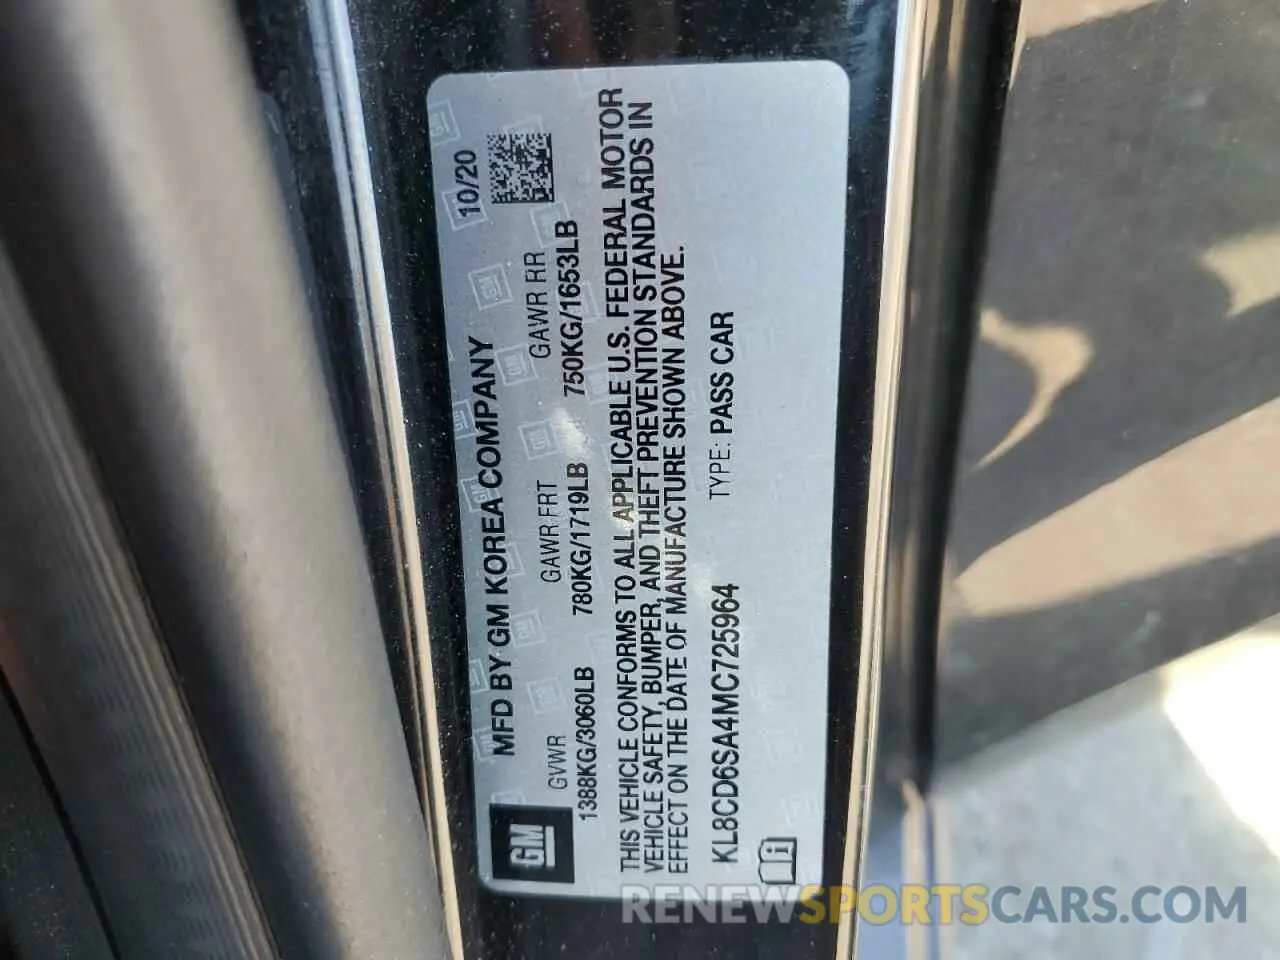 MFD BY GM KOREA COMPANY 10/20
GM
GVWR GAWR FRT GAWR RR
1388KG/3060LB 780KG/1719LB 750KG/1653LB
THIS VEHICLE CONFORMS TO ALL APPLICABLE U.S. FEDERAL MOTOR
VEHICLE SAFETY, BUMPER, AND THEFT PREVENTION STANDARDS IN
EFFECT ON THE DATE OF MANUFACTURE SHOWN ABOVE.
KL8CD6SA4MC725964 TYPE: PASS CAR
RENEWSPORTSCARS.COM